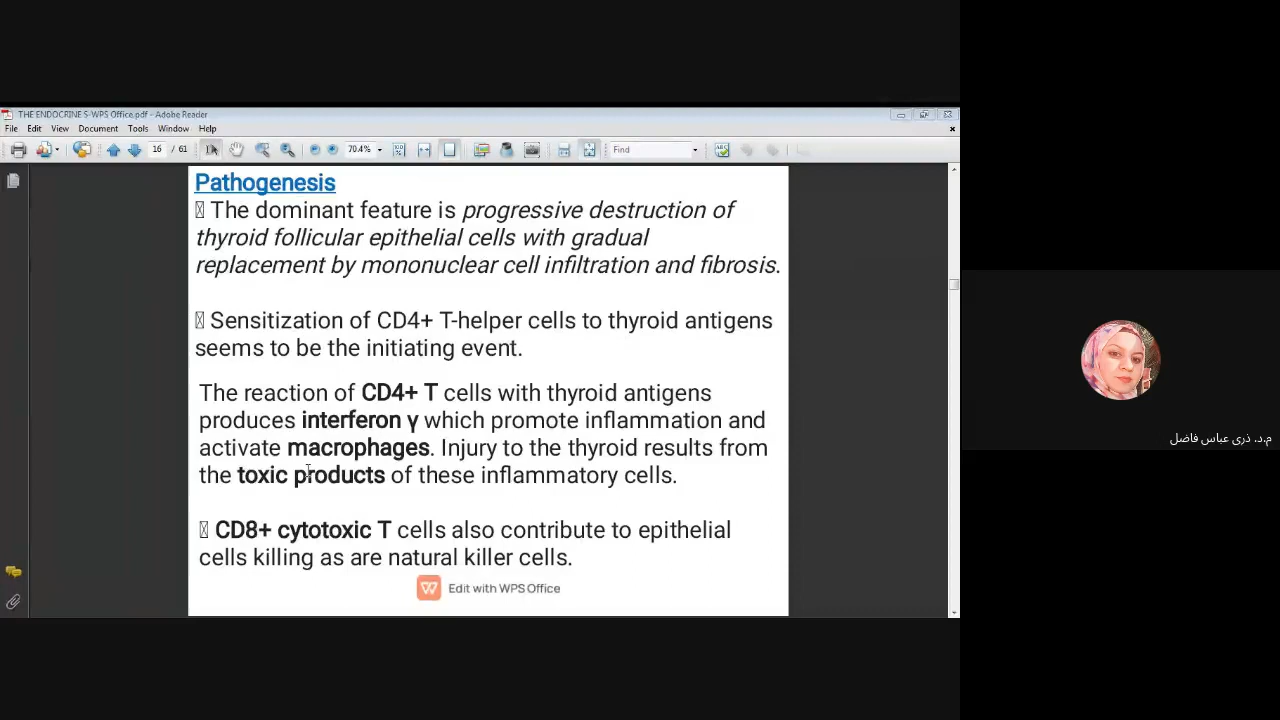 THE ENDOCRINE S-WPS Office.pdf - Adobe Reader
File Edit View Document Tools Window Help
16 / 61 70.4% Find
Pathogenesis
The dominant feature is progressive destruction of
thyroid follicular epithelial cells with gradual
replacement by mononuclear cell infiltration and fibrosis.
Sensitization of CD4+ T-helper cells to thyroid antigens
seems to be the initiating event.
The reaction of CD4+ T cells with thyroid antigens
produces interferon γ which promote inflammation and
activate macrophages. Injury to the thyroid results from
the toxic products of these inflammatory cells.
CD8+ cytotoxic T cells also contribute to epithelial
cells killing as are natural killer cells.
Edit with WPS Office
م.د. ذرى عباس فاضل